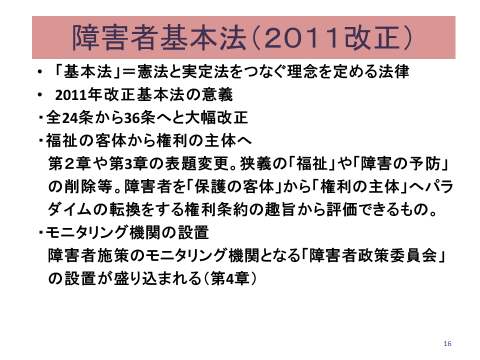 障害者基本法（２０１１改正）
• 「基本法」＝憲法と実定法をつなぐ理念を定める法律
• 2011年改正基本法の意義
・全24条から36条へと大幅改正
・福祉の客体から権利の主体へ
第２章や第3章の表題変更。狭義の「福祉」や「障害の予防」
の削除等。障害者を「保護の客体」から「権利の主体」へパラ
ダイムの転換をする権利条約の趣旨から評価できるもの。
・モニタリング機関の設置
障害者施策のモニタリング機関となる「障害者政策委員会」
の設置が盛り込まれる（第4章）
16